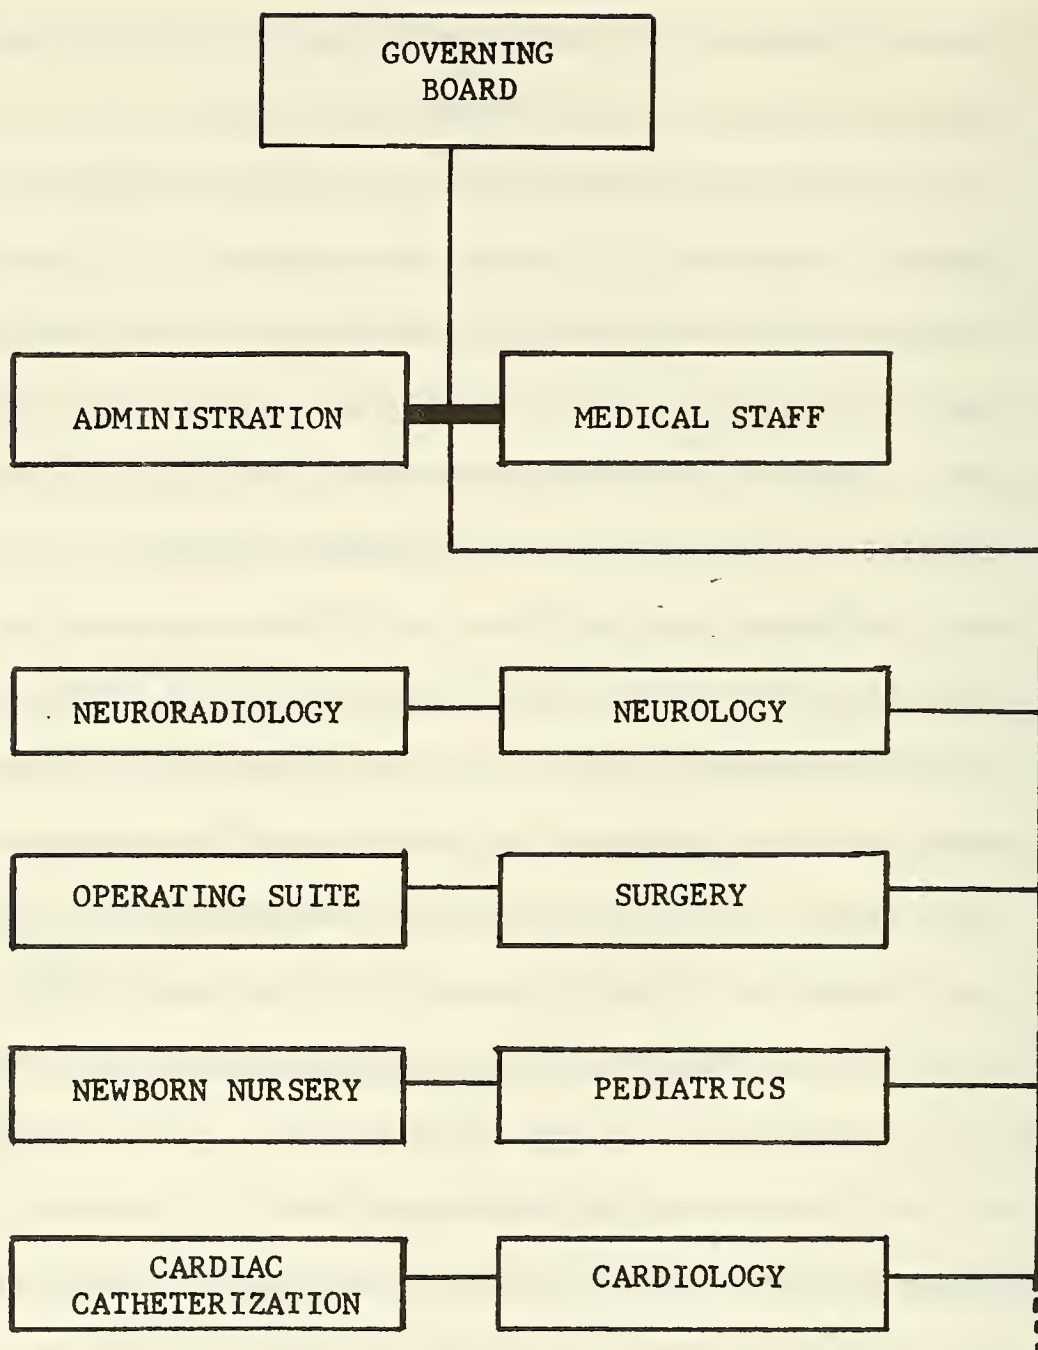 GOVERNING
BOARD
ADMINISTRATION
MEDICAL STAFF
NEURORADIOLOGY
NEUROLOGY
OPERATING SUITE
SURGERY
NEWBORN NURSERY
PEDIATRICS
CARDIAC
CATHETERIZATION
CARDIOLOGY